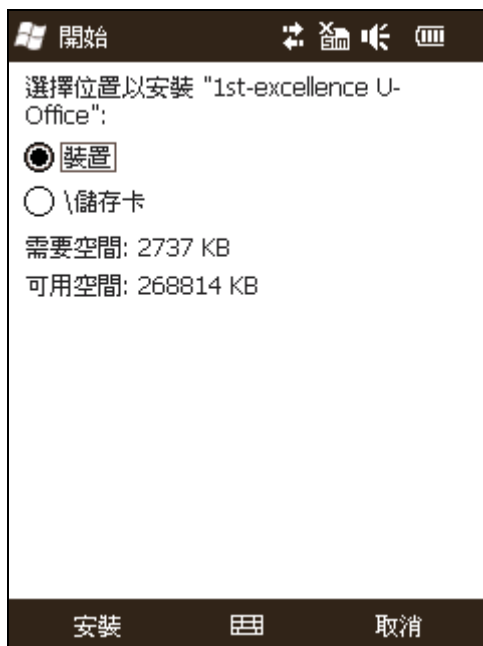 開始
選擇位置以安裝 "1st-excellence U-
Office":
裝置
\儲存卡
需要空間: 2737 KB
可用空間: 268814 KB
安裝 取消